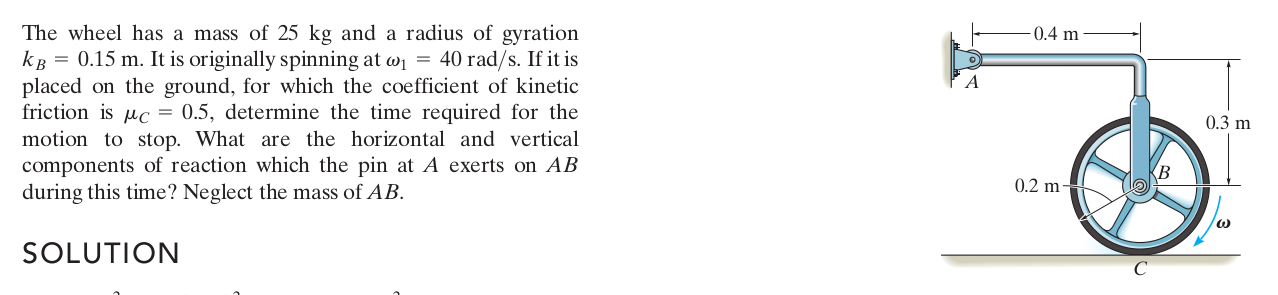 The wheel has a mass of 25 kg and a radius of gyration
k_B = 0.15 m. It is originally spinning at ω₁ = 40 rad/s. If it is
placed on the ground, for which the coefficient of kinetic
friction is μ_C = 0.5, determine the time required for the
motion to stop. What are the horizontal and vertical
components of reaction which the pin at A exerts on AB
during this time? Neglect the mass of AB.
SOLUTION
0.4 m
A
0.3 m
B
0.2 m
ω
C